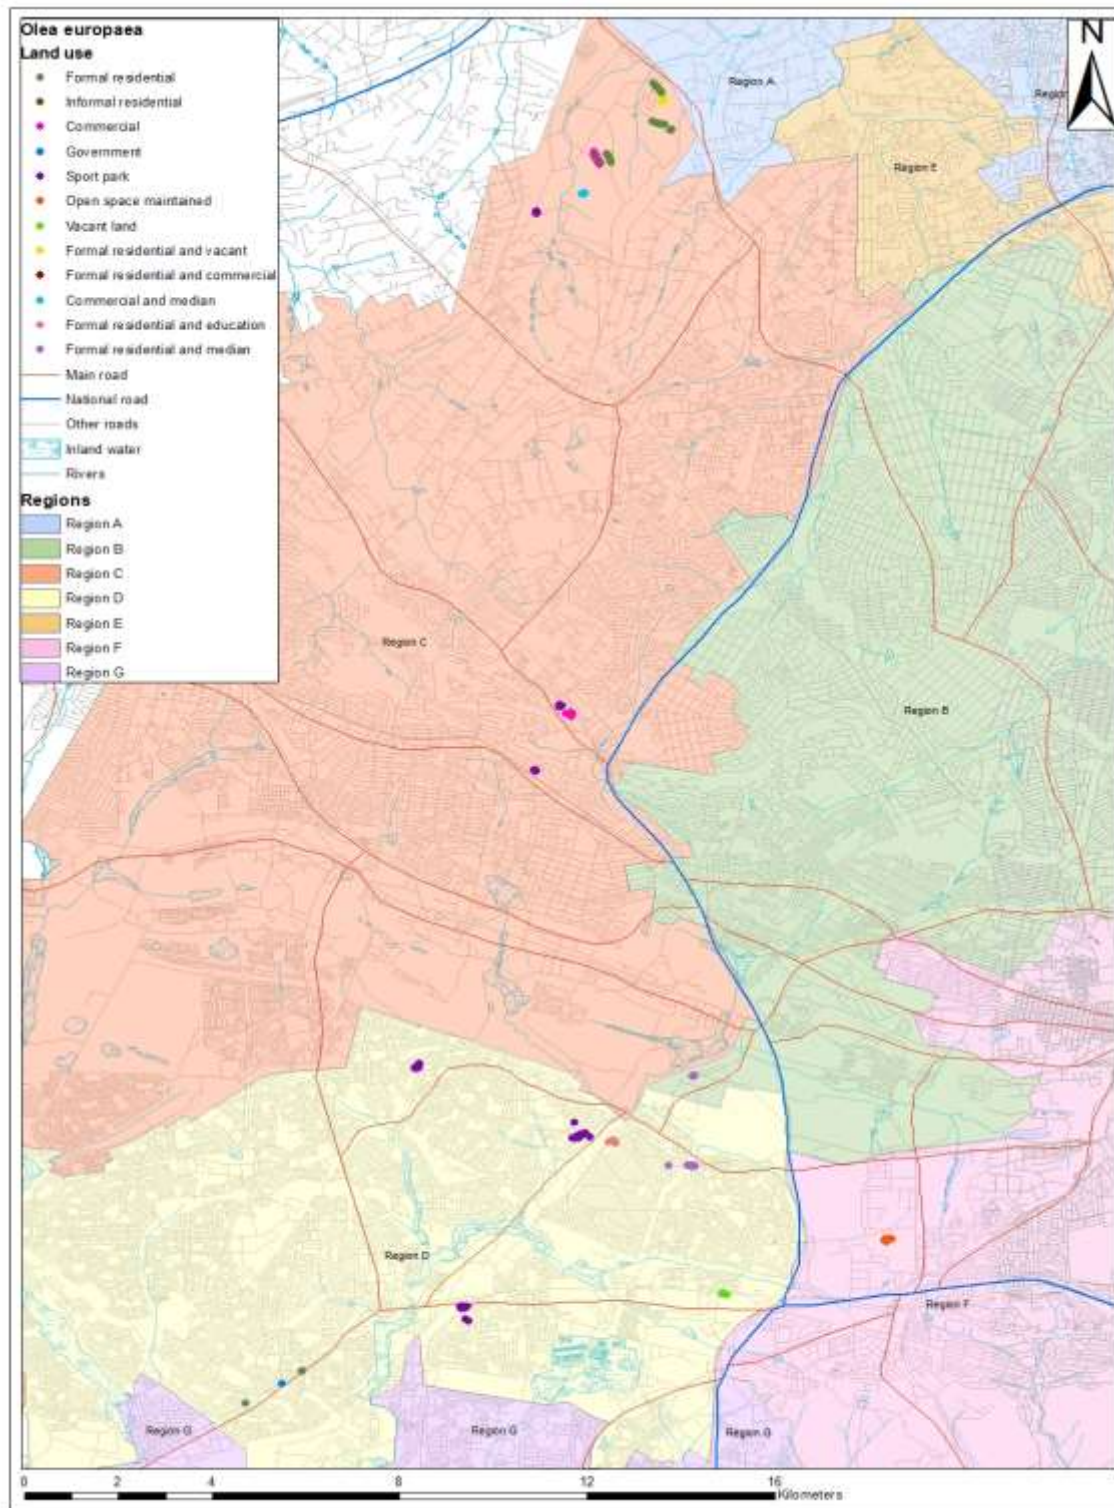 Olea europaea
Land use
Formal residential
Informal residential
Commercial
Government
Sport park
Open space maintained
Vacant land
Formal residential and vacant
Formal residential and commercial
Commercial and median
Formal residential and education
Formal residential and median
Main road
National road
Other roads
Inland water
Rivers
Regions
Region A
Region B
Region C
Region D
Region E
Region F
Region G
N
Region A
Region
Region E
Region C
Region B
Region D
Region F
Region G
Region G
Region G
0 2 4 8 12 16
Kilometers